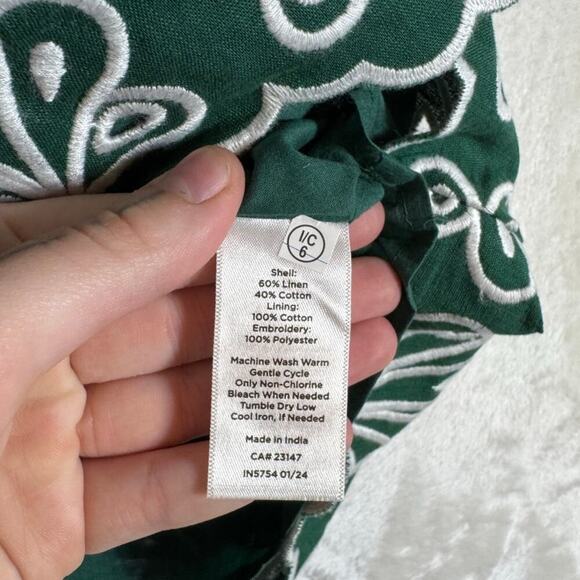 I/C
6
Shell:
60% Linen
40% Cotton
Lining:
100% Cotton
Embroidery:
100% Polyester
Machine Wash Warm
Gentle Cycle
Only Non-Chlorine
Bleach When Needed
Tumble Dry Low
Cool Iron, if Needed
Made in India
CA# 23147
IN5754 01/24